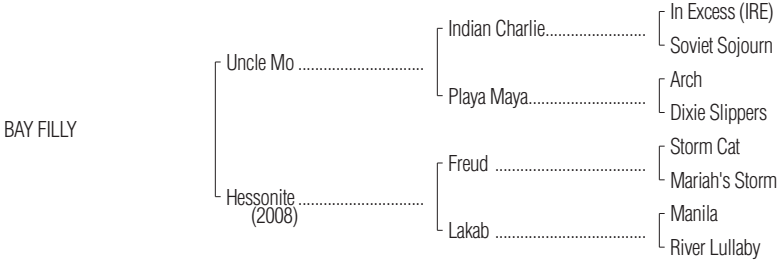 In Excess (IRE)
Indian Charlie
Soviet Sojourn
Uncle Mo
Arch
Playa Maya
Dixie Slippers
BAY FILLY
Storm Cat
Freud
Mariah's Storm
Hessonite
(2008)
Manila
Lakab
River Lullaby